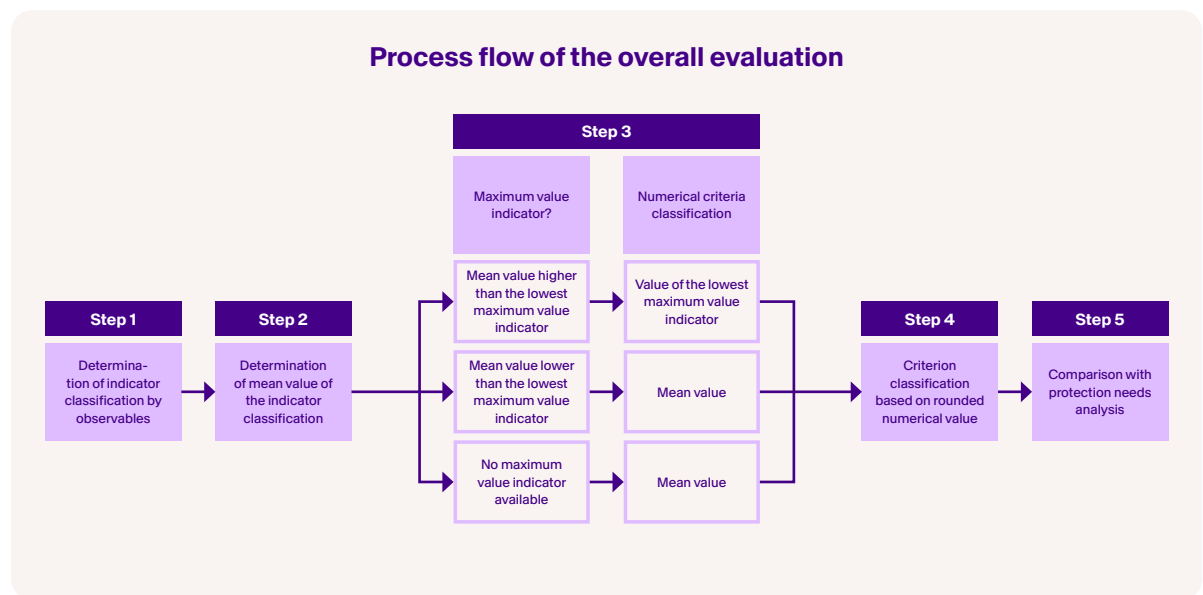 Process flow of the overall evaluation
Step 1
Determina-
tion of indicator
classification by
observables
Step 2
Determination
of mean value of
the indicator
classification
Step 3
Maximum value
indicator?
Numerical criteria
classification
Mean value higher
than the lowest
maximum value
indicator
Value of the lowest
maximum value
indicator
Mean value lower
than the lowest
maximum value
indicator
Mean value
No maximum
value indicator
available
Mean value
Step 4
Criterion
classification
based on rounded
numerical value
Step 5
Comparison with
protection needs
analysis